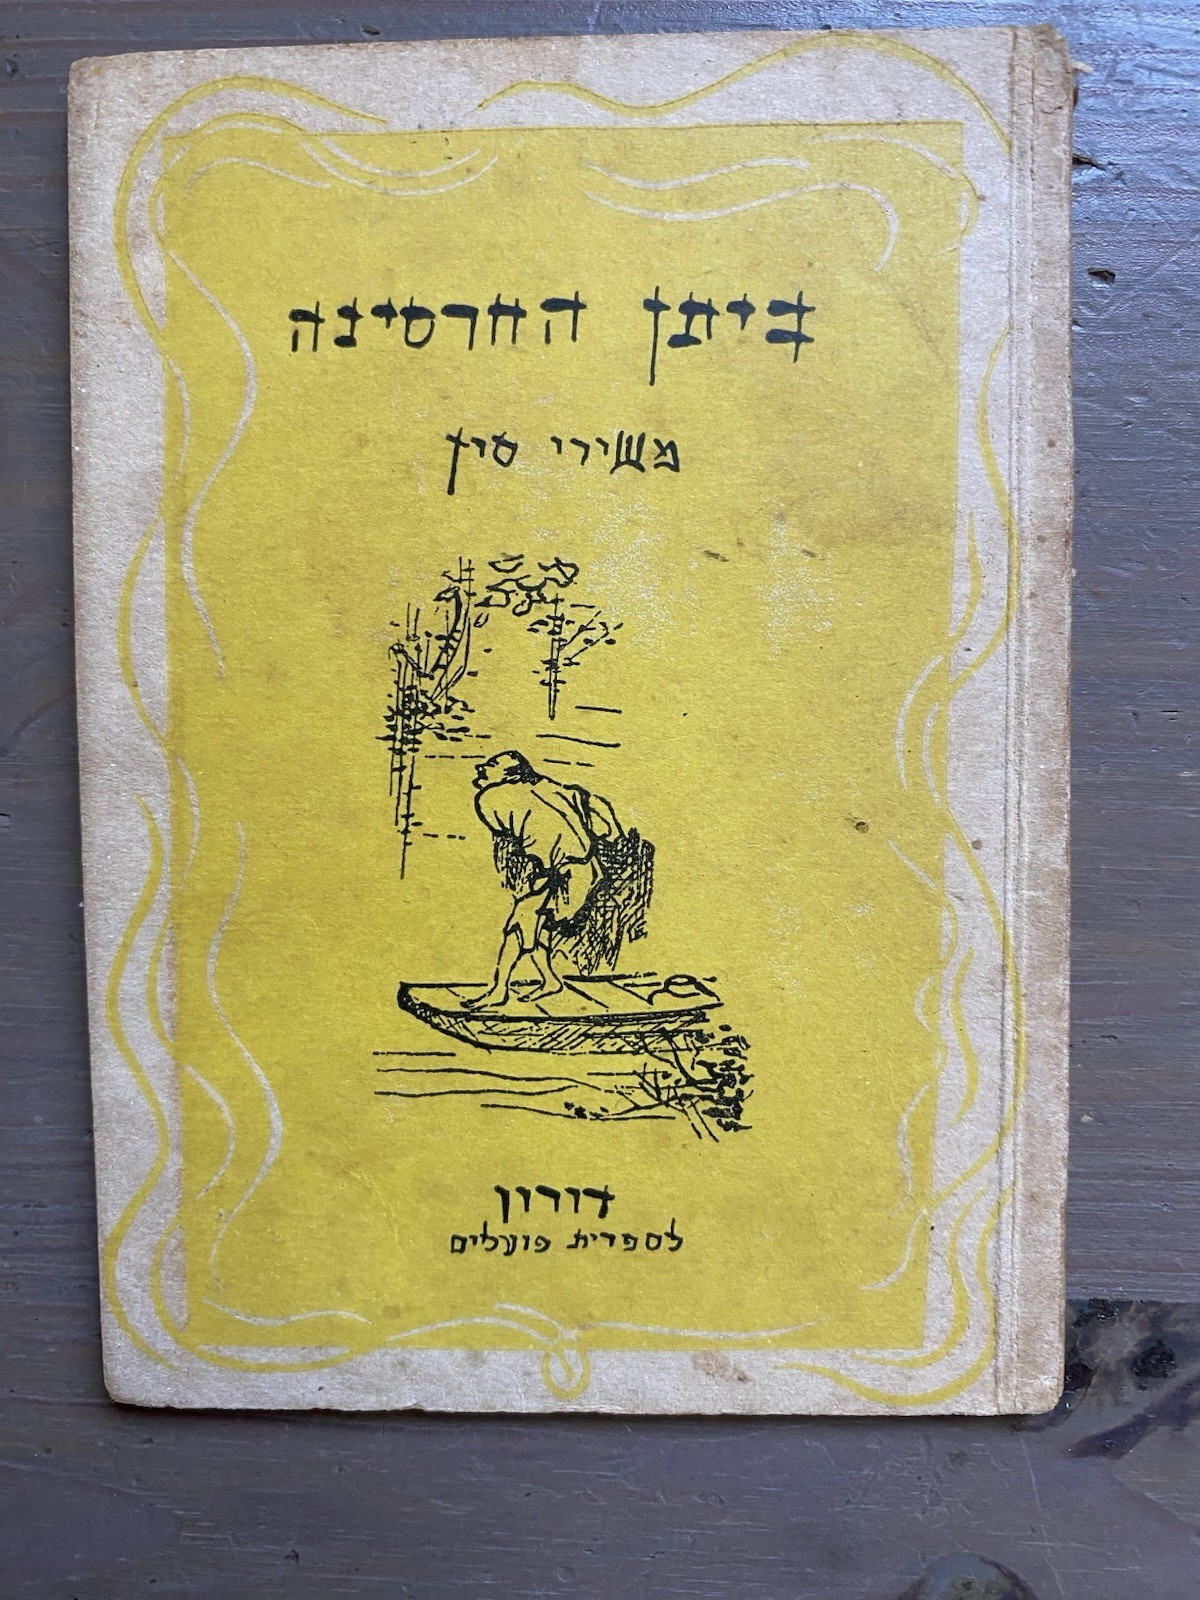 ביתן החרסינה
משירי סין
דורון
לספרית פועלים